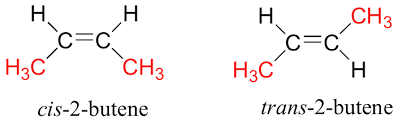 H H H CH₃
C=C C=C
H₃C CH₃ H₃C H
cis-2-butene trans-2-butene